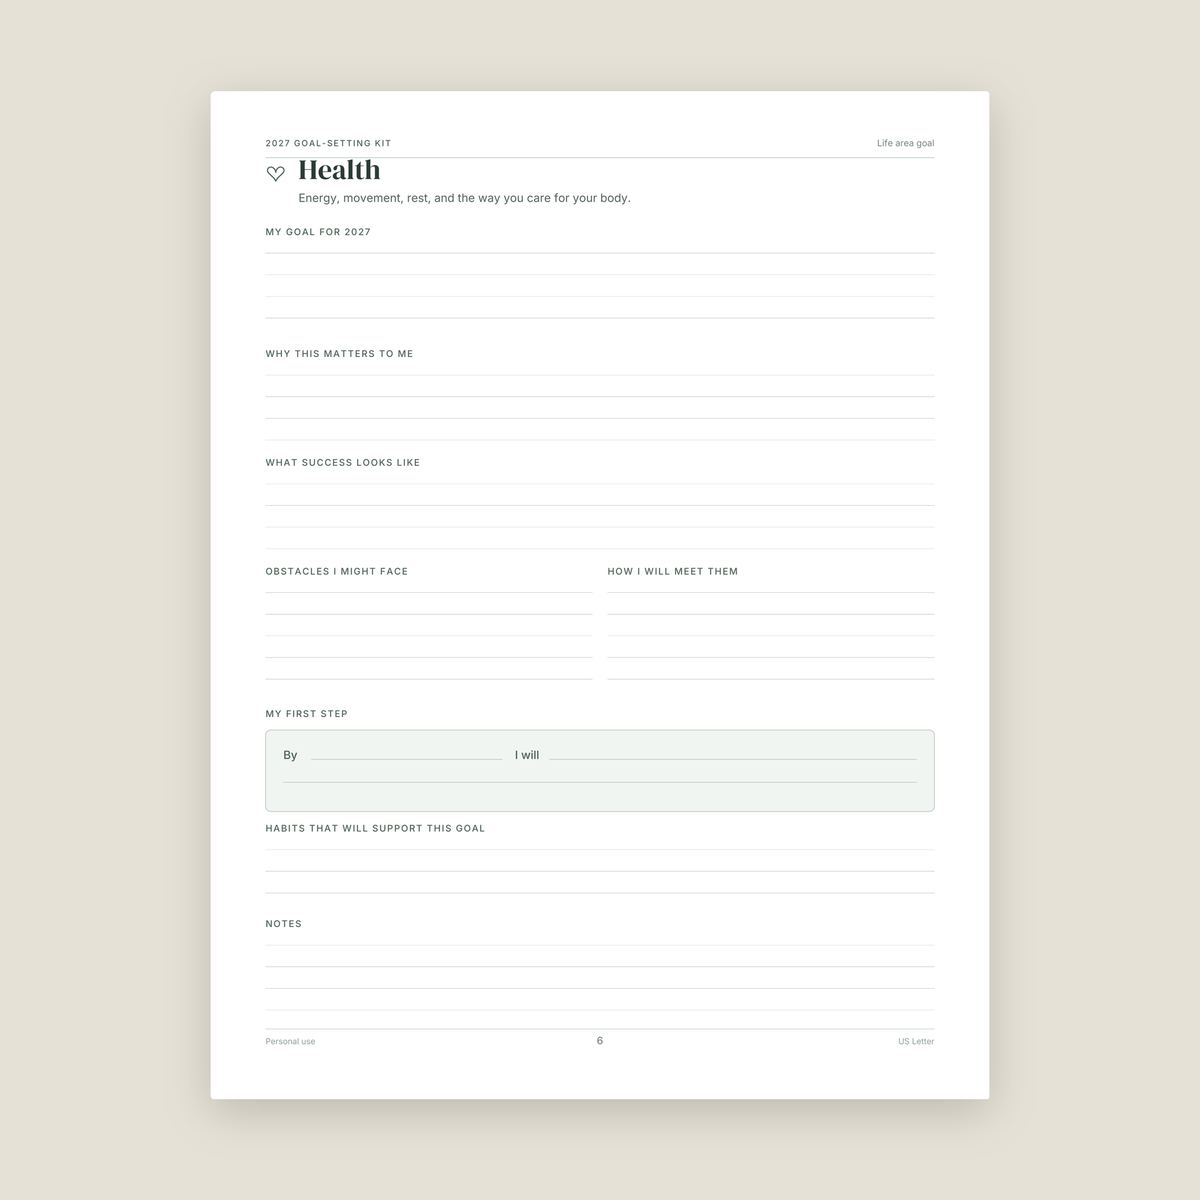 2027 GOAL-SETTING KIT
Life area goal
Health
Energy, movement, rest, and the way you care for your body.
MY GOAL FOR 2027
WHY THIS MATTERS TO ME
WHAT SUCCESS LOOKS LIKE
OBSTACLES I MIGHT FACE
HOW I WILL MEET THEM
MY FIRST STEP
By
I will
HABITS THAT WILL SUPPORT THIS GOAL
NOTES
Personal use
6
US Letter